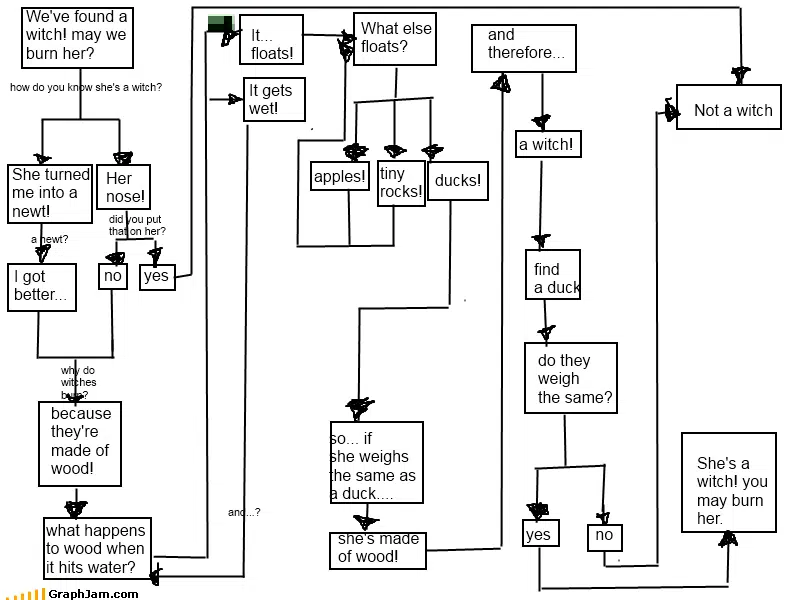 We've found a
witch! may we
burn her?
how do you know she's a witch?
She turned
me into a
newt!
Her
nose!
a newt?
did you put
that on her?
I got
better...
no
yes
why do
witches
burn?
because
they're
made of
wood!
what happens
to wood when
it hits water?
and...?
It...
floats!
It gets
wet!
What else
floats?
apples!
tiny
rocks!
ducks!
so... if
she weighs
the same as
a duck....
she's made
of wood!
and
therefore...
a witch!
find
a duck
do they
weigh
the same?
yes
no
Not a witch
She's a
witch! you
may burn
her.
GraphJam.com